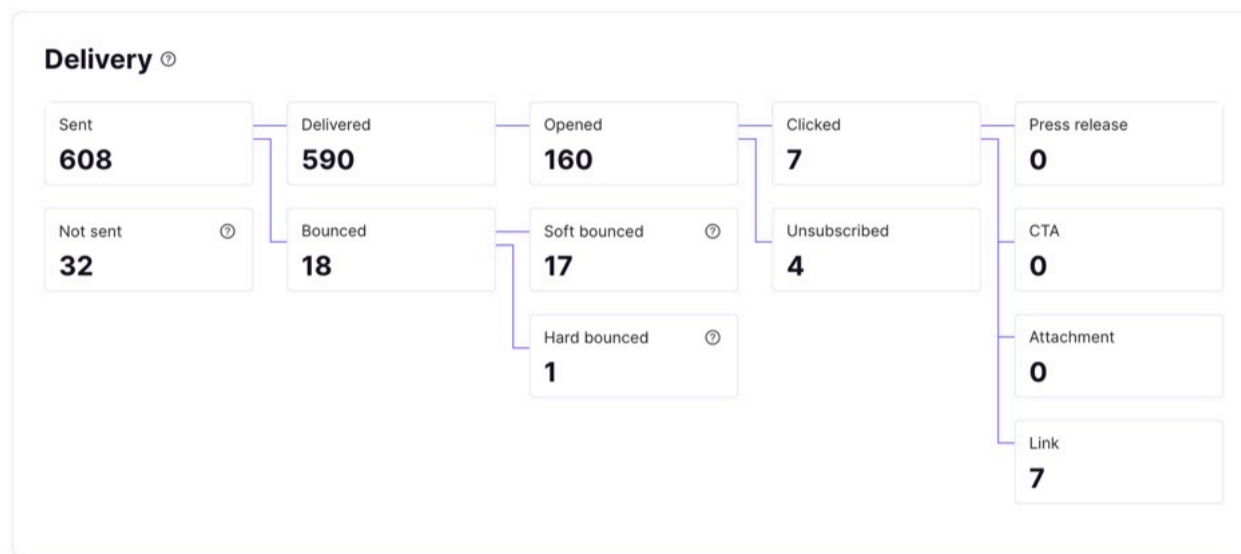 Delivery
Sent
608
Delivered
590
Opened
160
Clicked
7
Press release
0
Not sent
32
Bounced
18
Soft bounced
17
Unsubscribed
4
CTA
0
Hard bounced
1
Attachment
0
Link
7